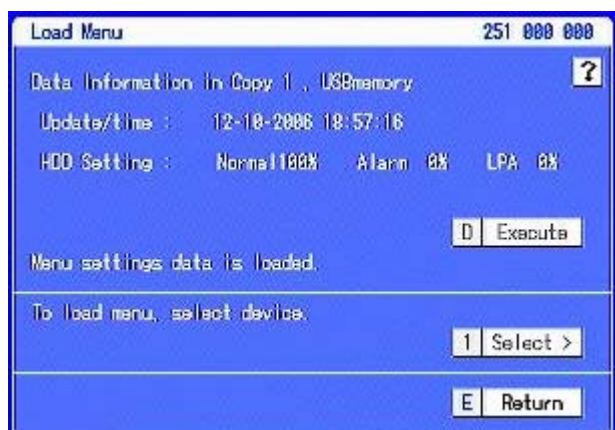 Load Menu 251 000 000
?
Data Information in Copy 1 , USBmemory
Update/time : 12-10-2006 18:57:16
HDD Setting : Normal100% Alarm 0% LPA 0%
D Execute
Menu settings data is loaded.
To load menu, select device.
1 Select >
E Return